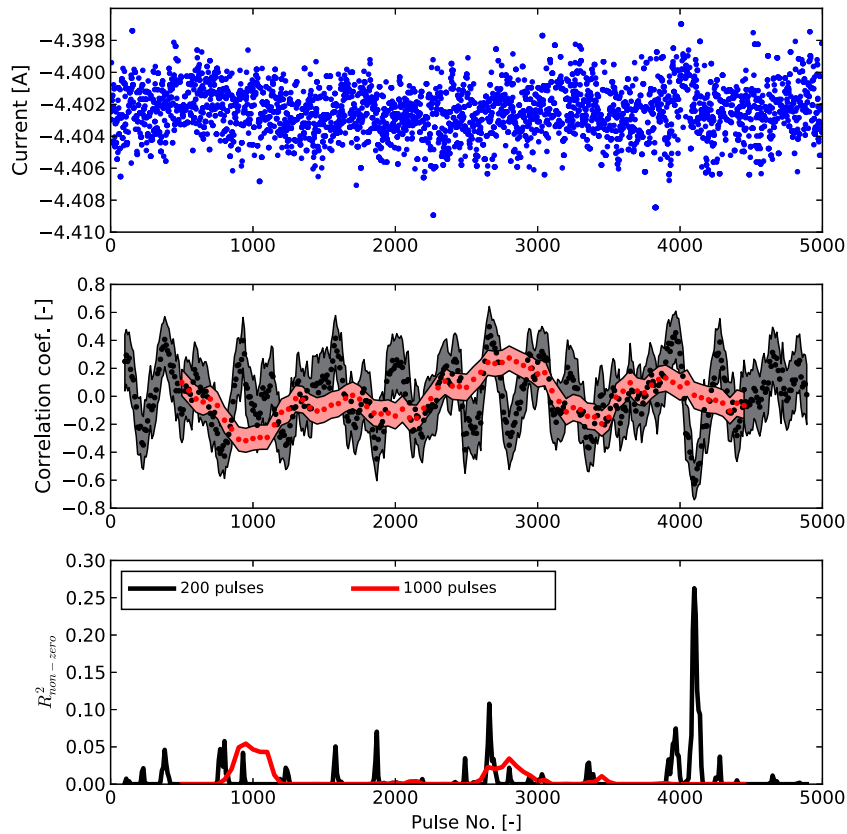 Current [A]
−4.398
−4.400
−4.402
−4.404
−4.406
−4.408
−4.410
0 1000 2000 3000 4000 5000
Correlation coef. [-]
0.8
0.6
0.4
0.2
0.0
−0.2
−0.4
−0.6
−0.8
0 1000 2000 3000 4000 5000
R²non−zero
0.30
0.25
0.20
0.15
0.10
0.05
0.00
200 pulses 1000 pulses
0 1000 2000 3000 4000 5000
Pulse No. [-]